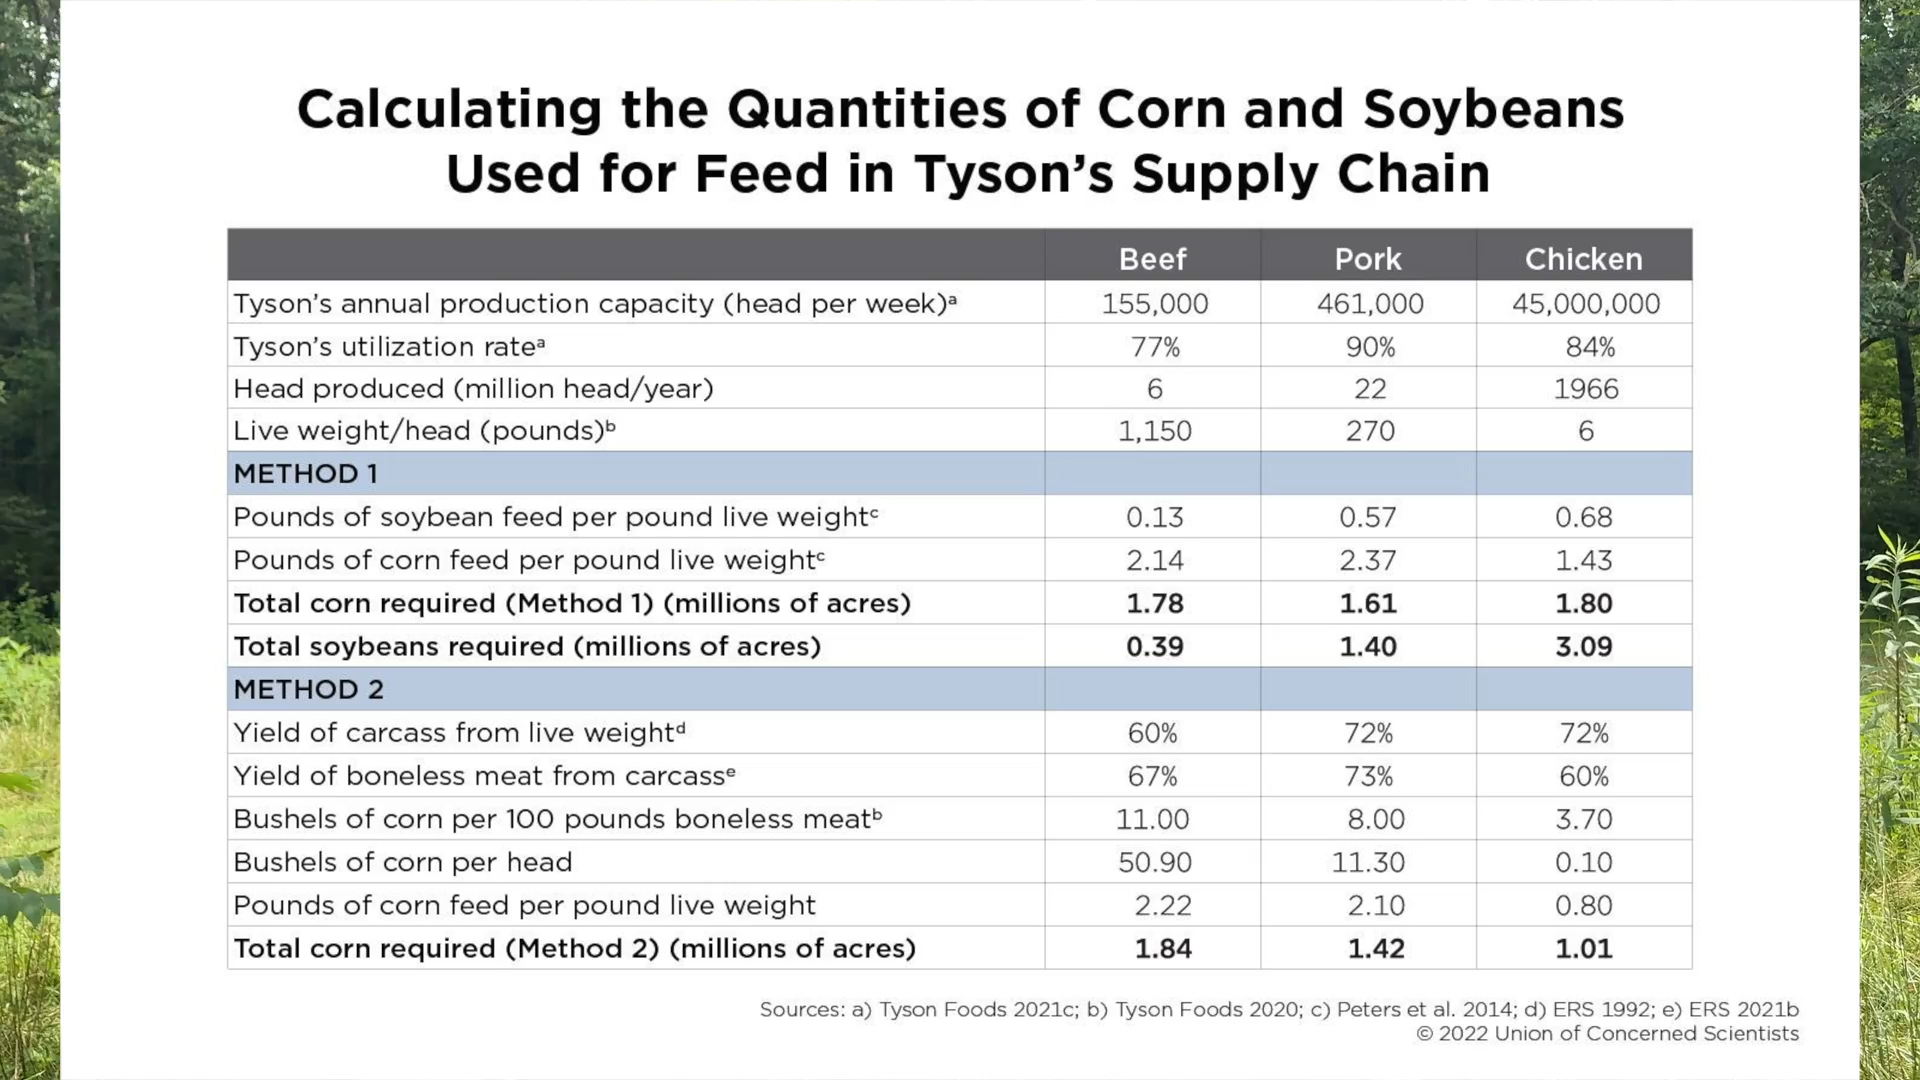 Calculating the Quantities of Corn and Soybeans
Used for Feed in Tyson’s Supply Chain
Beef Pork Chicken
Tyson’s annual production capacity (head per week)ᵃ 155,000 461,000 45,000,000
Tyson’s utilization rateᵃ 77% 90% 84%
Head produced (million head/year) 6 22 1966
Live weight/head (pounds)ᵇ 1,150 270 6
METHOD 1
Pounds of soybean feed per pound live weightᶜ 0.13 0.57 0.68
Pounds of corn feed per pound live weightᶜ 2.14 2.37 1.43
Total corn required (Method 1) (millions of acres) 1.78 1.61 1.80
Total soybeans required (millions of acres) 0.39 1.40 3.09
METHOD 2
Yield of carcass from live weightᵈ 60% 72% 72%
Yield of boneless meat from carcassᵉ 67% 73% 60%
Bushels of corn per 100 pounds boneless meatᵇ 11.00 8.00 3.70
Bushels of corn per head 50.90 11.30 0.10
Pounds of corn feed per pound live weight 2.22 2.10 0.80
Total corn required (Method 2) (millions of acres) 1.84 1.42 1.01
Sources: a) Tyson Foods 2021c; b) Tyson Foods 2020; c) Peters et al. 2014; d) ERS 1992; e) ERS 2021b
© 2022 Union of Concerned Scientists